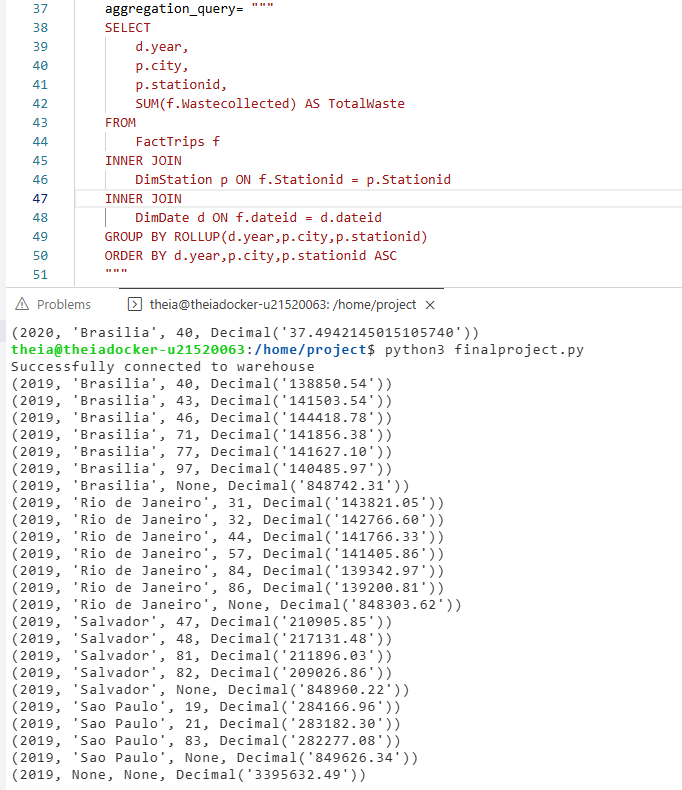 37 aggregation_query= """
38 SELECT
39 d.year,
40 p.city,
41 p.stationid,
42 SUM(f.Wastecollected) AS TotalWaste
43 FROM
44 FactTrips f
45 INNER JOIN
46 DimStation p ON f.Stationid = p.Stationid
47 INNER JOIN
48 DimDate d ON f.dateid = d.dateid
49 GROUP BY ROLLUP(d.year,p.city,p.stationid)
50 ORDER BY d.year,p.city,p.stationid ASC
51 """
Problems theia@theiadocker-u21520063: /home/project ×
(2020, 'Brasilia', 40, Decimal('37.4942145015105740'))
theia@theiadocker-u21520063:/home/project$ python3 finalproject.py
Successfully connected to warehouse
(2019, 'Brasilia', 40, Decimal('138850.54'))
(2019, 'Brasilia', 43, Decimal('141503.54'))
(2019, 'Brasilia', 46, Decimal('144418.78'))
(2019, 'Brasilia', 71, Decimal('141856.38'))
(2019, 'Brasilia', 77, Decimal('141627.10'))
(2019, 'Brasilia', 97, Decimal('140485.97'))
(2019, 'Brasilia', None, Decimal('848742.31'))
(2019, 'Rio de Janeiro', 31, Decimal('143821.05'))
(2019, 'Rio de Janeiro', 32, Decimal('142766.60'))
(2019, 'Rio de Janeiro', 44, Decimal('141766.33'))
(2019, 'Rio de Janeiro', 57, Decimal('141405.86'))
(2019, 'Rio de Janeiro', 84, Decimal('139342.97'))
(2019, 'Rio de Janeiro', 86, Decimal('139200.81'))
(2019, 'Rio de Janeiro', None, Decimal('848303.62'))
(2019, 'Salvador', 47, Decimal('210905.85'))
(2019, 'Salvador', 48, Decimal('217131.48'))
(2019, 'Salvador', 81, Decimal('211896.03'))
(2019, 'Salvador', 82, Decimal('209026.86'))
(2019, 'Salvador', None, Decimal('848960.22'))
(2019, 'Sao Paulo', 19, Decimal('284166.96'))
(2019, 'Sao Paulo', 21, Decimal('283182.30'))
(2019, 'Sao Paulo', 83, Decimal('282277.08'))
(2019, 'Sao Paulo', None, Decimal('849626.34'))
(2019, None, None, Decimal('3395632.49'))